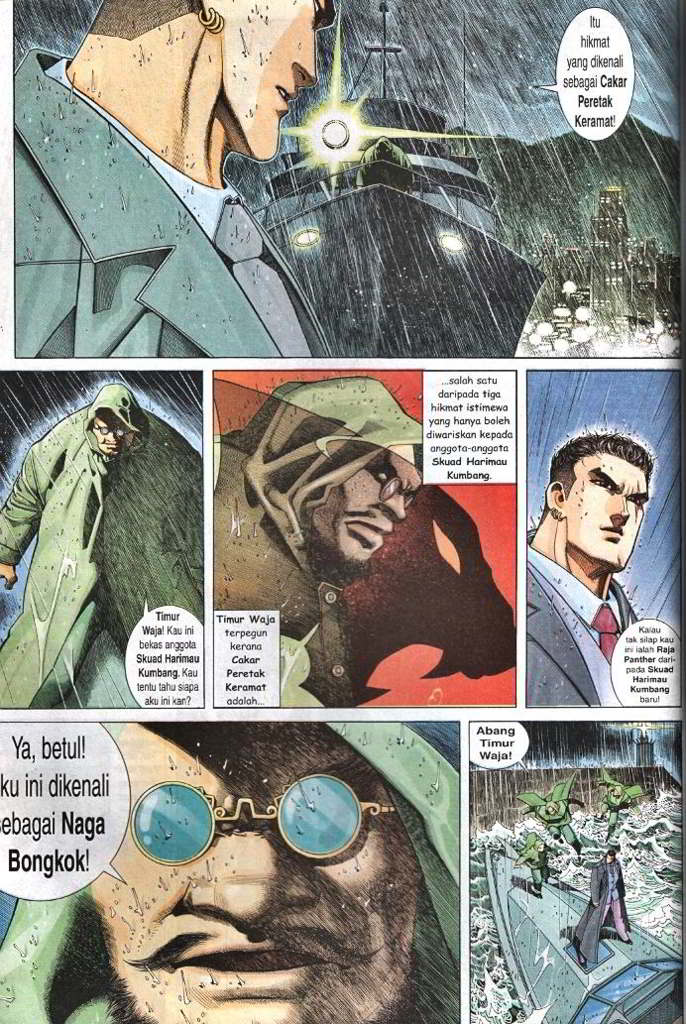 Itu
hikmat
yang dikenali
sebagai Cakar
Peretak
Keramat!
Timur
Waja! Kau ini
bekas anggota
Skuad Harimau
Kumbang. Kau
tentu tahu siapa
aku ini kan?
...salah satu
daripada tiga
hikmat istimewa
yang hanya boleh
diwariskan kepada
anggota-anggata
Skuad Harimau
Kumbang.
Timur Waja
terpegun
kerana
Cakar
Peretak
Keramat
adalah...
Kalau
tak silap kau
ini ialah Raja
Panther dari-
pada Skuad
Harimau
Kumbang
baru!
Ya, betul!
ku ini dikenali
sebagai Naga
Bongkok!
Abang
Timur
Waja!